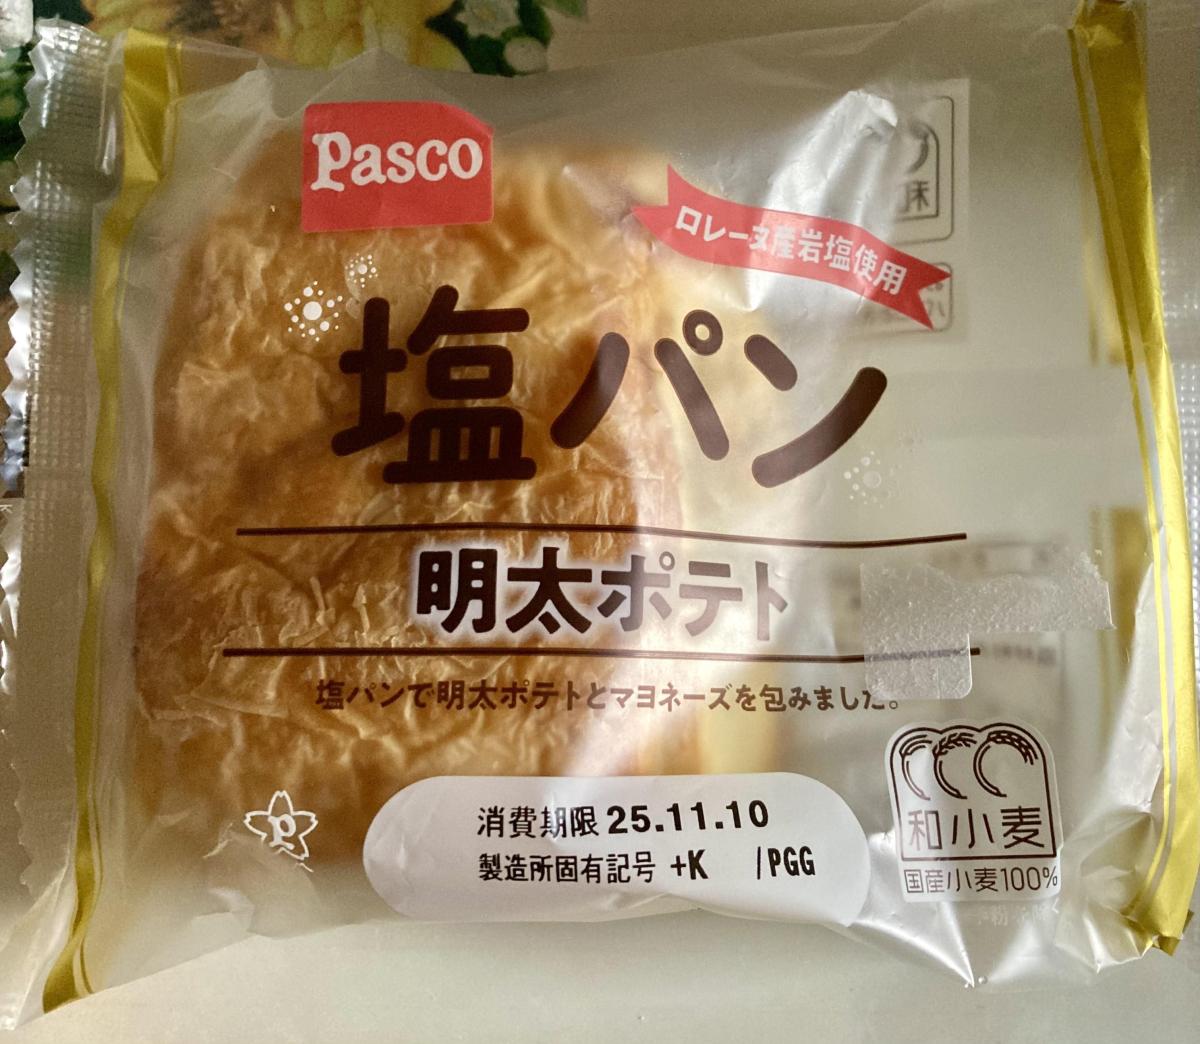 Pasco
ロレーヌ産岩塩使用
塩パン
明太ポテト
塩パンで明太ポテトとマヨネーズを包みました。
消費期限 25.11.10
製造所固有記号 +K /PGG
和小麦
国産小麦100%
P